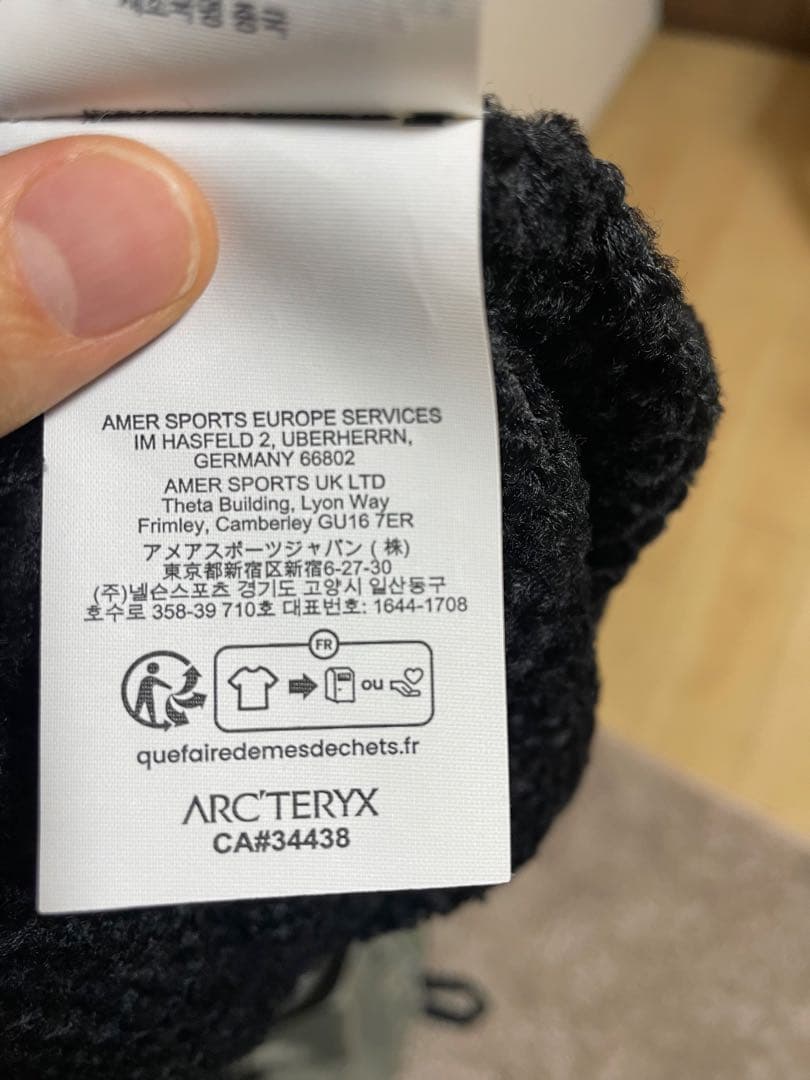 AMER SPORTS EUROPE SERVICES
IM HASFELD 2, UBERHERRN,
GERMANY 66802
AMER SPORTS UK LTD
Theta Building, Lyon Way
Frimley, Camberley GU16 7ER
アメアスポーツジャパン (株)
東京都新宿区新宿6-27-30
(주)넬슨스포츠 경기도 고양시 일산동구
호수로 358-39 710호 대표번호: 1644-1708
FR
ou
quefairedemesdechets.fr
ARC'TERYX
CA#34438